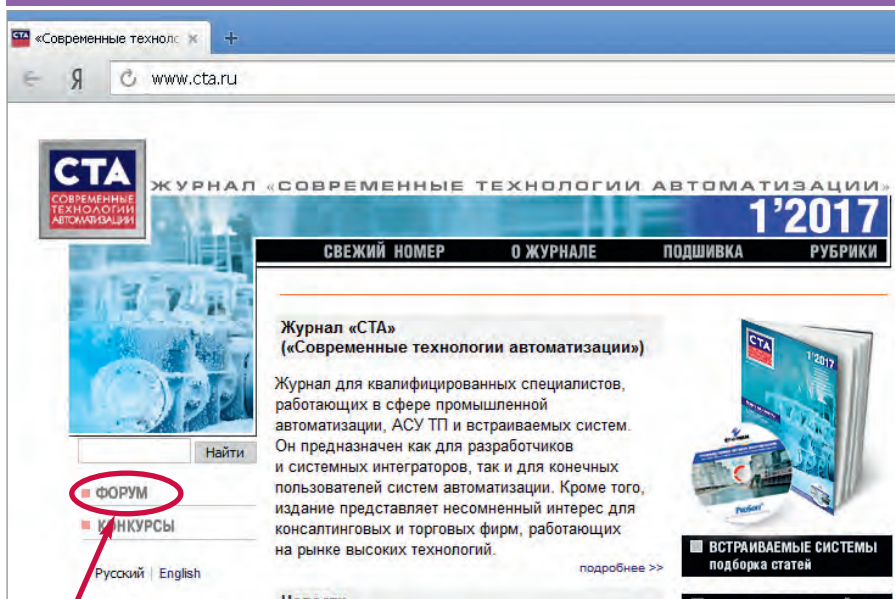 «Современные технолс
Я
www.cta.ru
СТА
СОВРЕМЕННЫЕ
ТЕХНОЛОГИИ
АВТОМАТИЗАЦИИ
ЖУРНАЛ «СОВРЕМЕННЫЕ ТЕХНОЛОГИИ АВТОМАТИЗАЦИИ»
1’2017
СВЕЖИЙ НОМЕР О ЖУРНАЛЕ ПОДШИВКА РУБРИКИ
Журнал «СТА»
(«Современные технологии автоматизации»)
Журнал для квалифицированных специалистов,
работающих в сфере промышленной
автоматизации, АСУ ТП и встраиваемых систем.
Он предназначен как для разработчиков
и системных интеграторов, так и для конечных
пользователей систем автоматизации. Кроме того,
издание представляет несомненный интерес для
консалтинговых и торговых фирм, работающих
на рынке высоких технологий.
подробнее >>
Найти
ФОРУМ
КОНКУРСЫ
Русский | English
СТА
1'2017
ВСТРАИВАЕМЫЕ СИСТЕМЫ
подборка статей